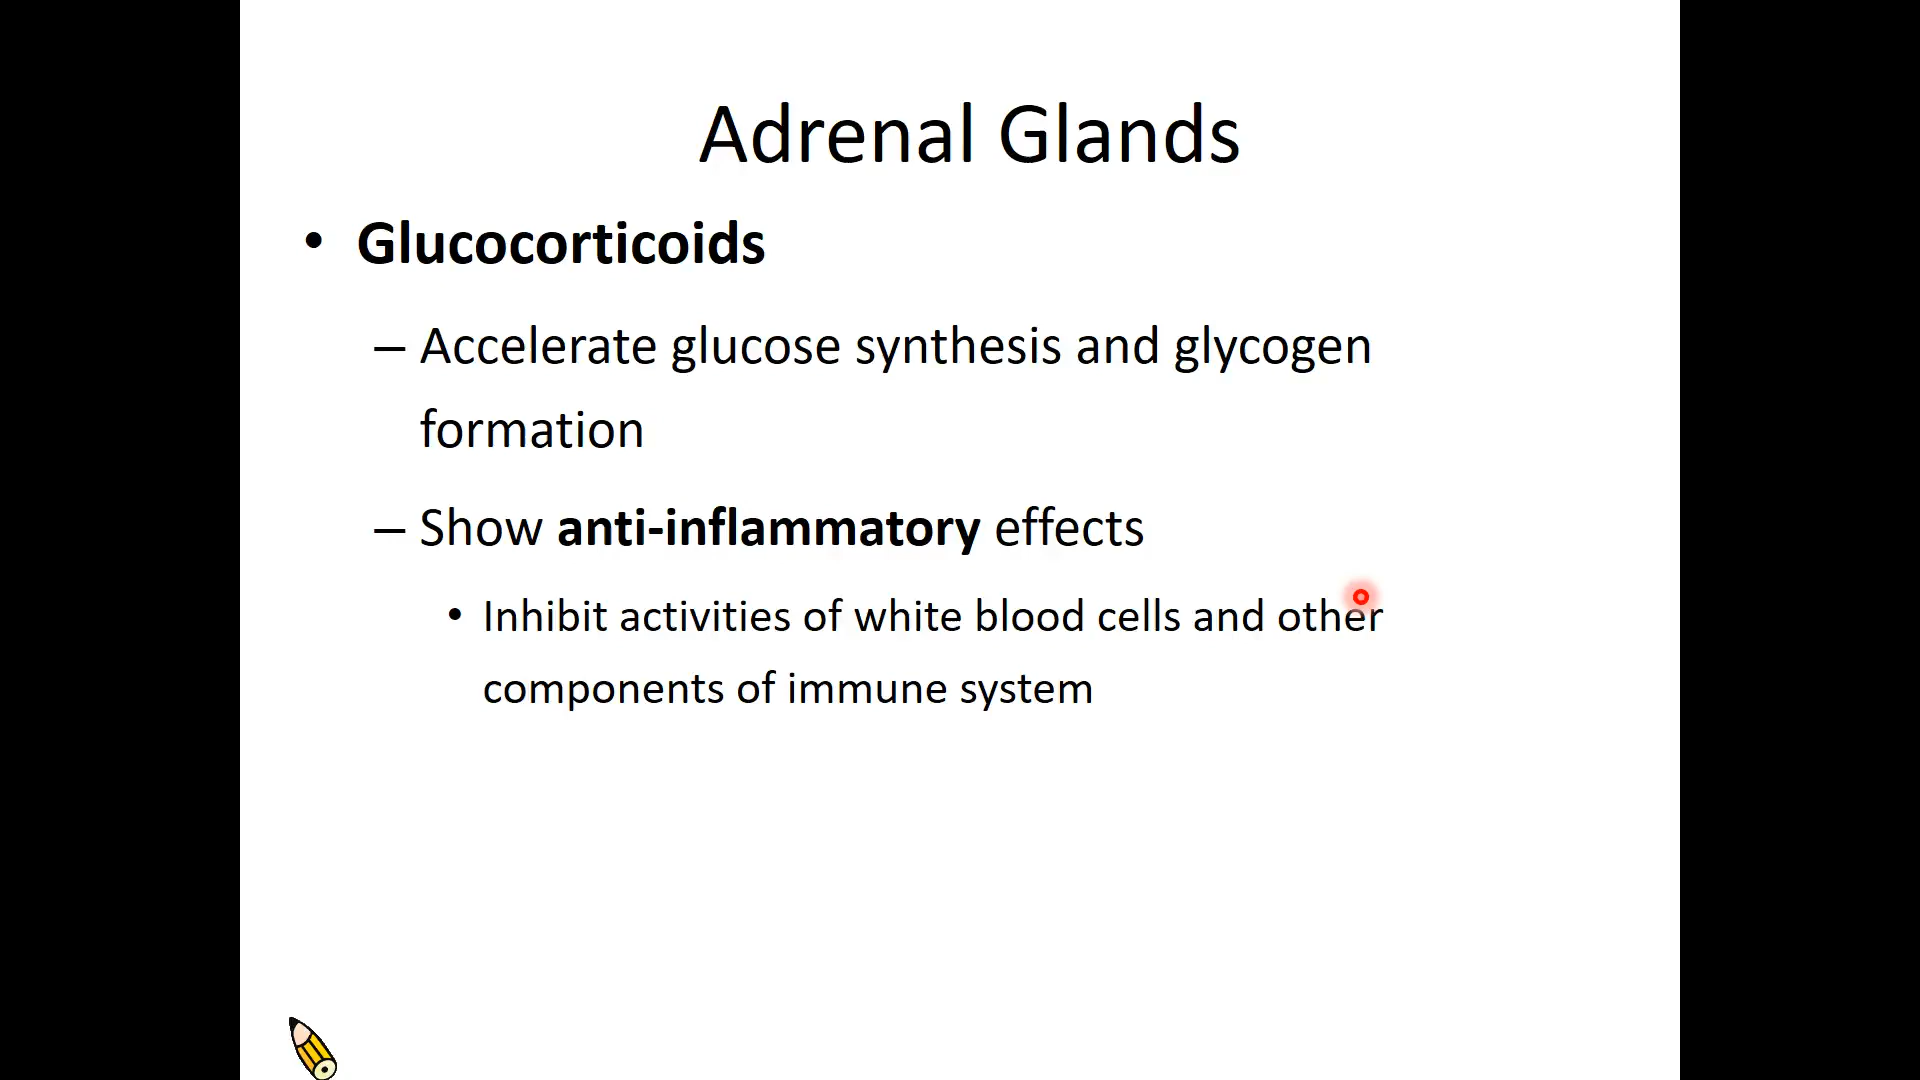 Adrenal Glands
• Glucocorticoids
– Accelerate glucose synthesis and glycogen
formation
– Show anti-inflammatory effects
• Inhibit activities of white blood cells and other
components of immune system